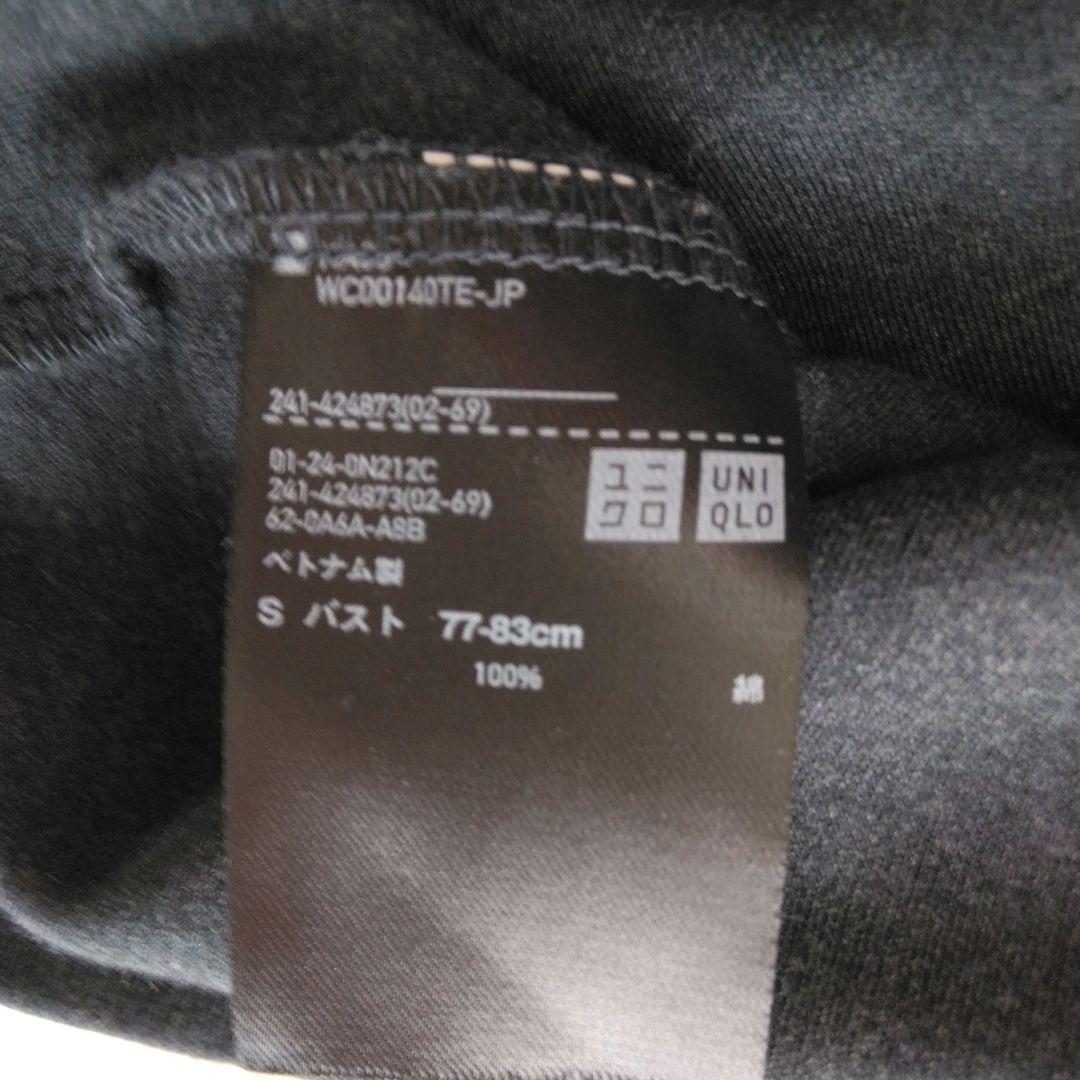 WC00140TE-JP
241-424873(02-69)
01-24-0N212C
241-424873(02-69)
62-0A6A-A8B
ユニ
クロ
UNI
QLO
ベトナム製
S バスト 77-83cm
100% 綿